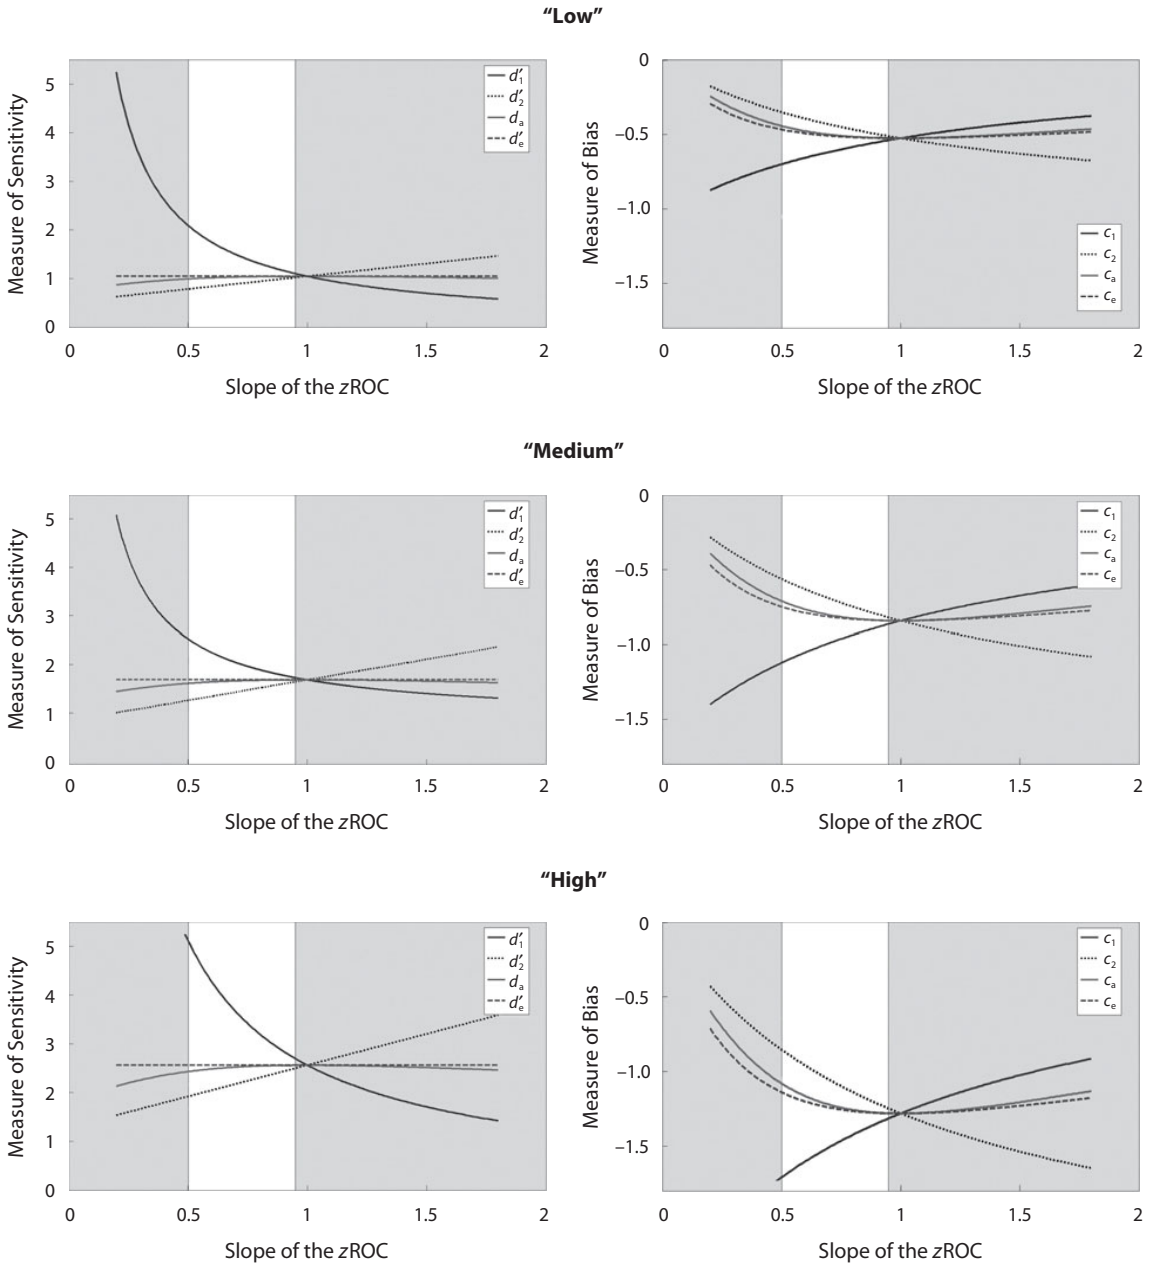 “Low”
Measure of Sensitivity
5
4
3
2
1
0
0 0.5 1 1.5 2
Slope of the zROC
d′1
d′2
da
d′e
Measure of Bias
0
−0.5
−1.0
−1.5
0 0.5 1 1.5 2
Slope of the zROC
c1
c2
ca
ce
“Medium”
Measure of Sensitivity
5
4
3
2
1
0
0 0.5 1 1.5 2
Slope of the zROC
d′1
d′2
da
d′e
Measure of Bias
0
−0.5
−1.0
−1.5
0 0.5 1 1.5 2
Slope of the zROC
c1
c2
ca
ce
“High”
Measure of Sensitivity
5
4
3
2
1
0
0 0.5 1 1.5 2
Slope of the zROC
d′1
d′2
da
d′e
Measure of Bias
0
−0.5
−1.0
−1.5
0 0.5 1 1.5 2
Slope of the zROC
c1
c2
ca
ce